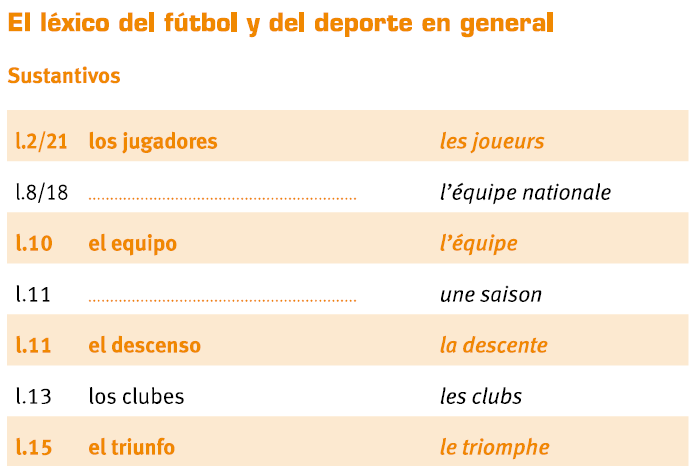 El léxico del fútbol y del deporte en general
Sustantivos
l.2/21 los jugadores les joueurs
l.8/18 .............................................................. l’équipe nationale
l.10 el equipo l’équipe
l.11 .............................................................. une saison
l.11 el descenso la descente
l.13 los clubes les clubs
l.15 el triunfo le triomphe